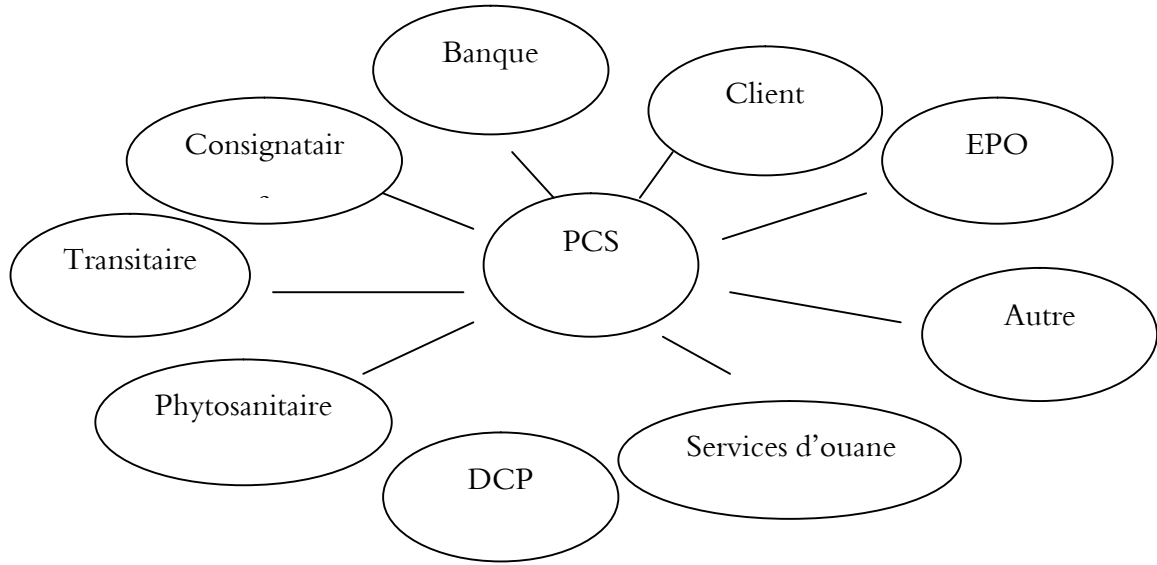 Banque
Client
Consignatair
EPO
PCS
Transitaire
Autre
Phytosanitaire
Services d’ouane
DCP